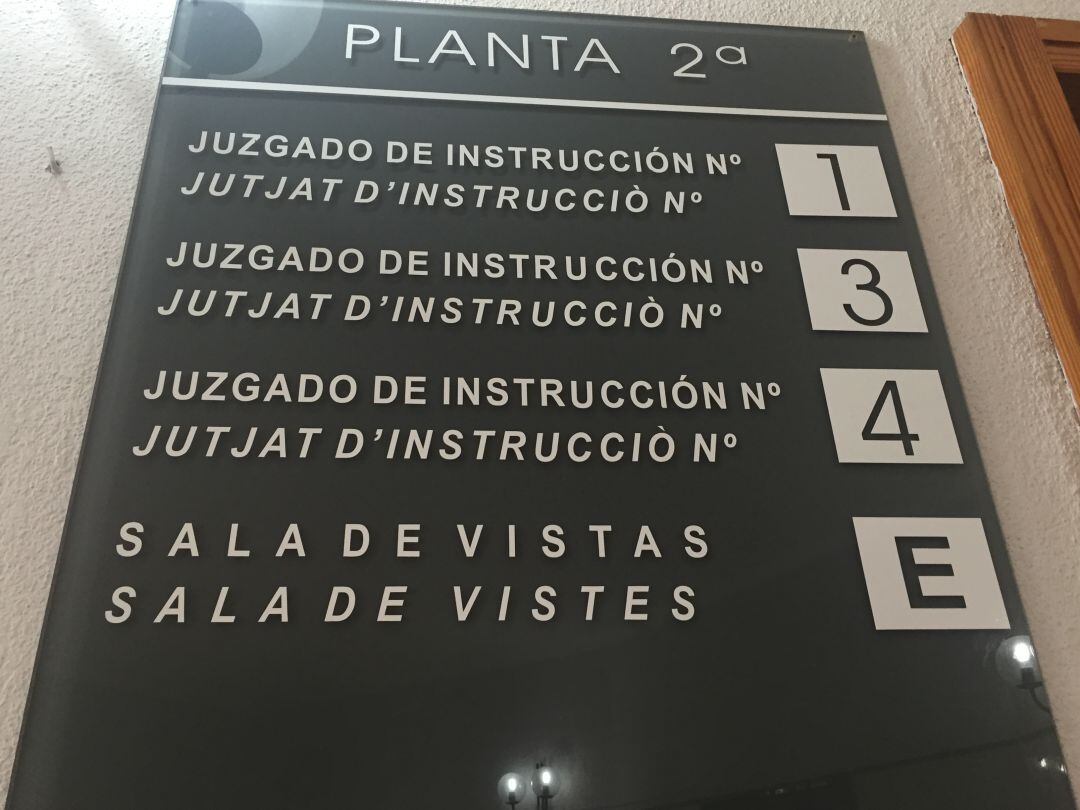 PLANTA 2ª
JUZGADO DE INSTRUCCIÓN Nº 1
JUTJAT D'INSTRUCCIÒ Nº
JUZGADO DE INSTRUCCIÓN Nº 3
JUTJAT D'INSTRUCCIÒ Nº
JUZGADO DE INSTRUCCIÓN Nº 4
JUTJAT D'INSTRUCCIÒ Nº
SALA DE VISTAS E
SALA DE VISTES